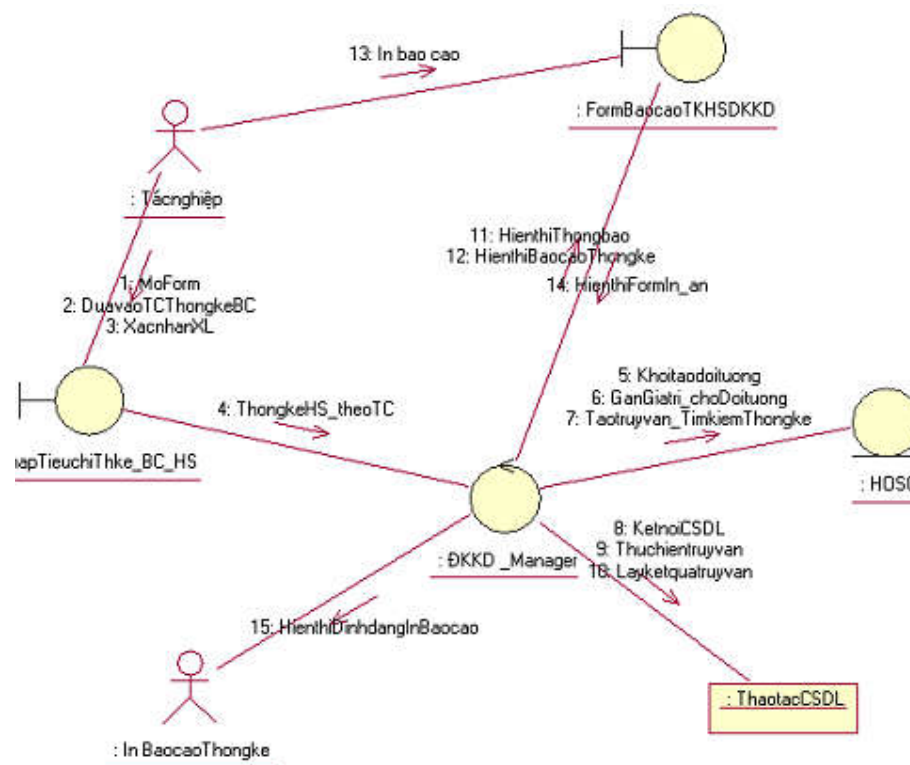 13: In bao cao
: FormBaocaoTKHSDKKD
: Tácnghiệp
11: HienthiThongbao
12: HienthiBaocaoThongke
14: HienthiFormIn_an
1: MoForm
2: DuavaoTCThongkeBC
3: XacnhanXL
5: Khoitaodoituong
6: GanGiatri_choDoituong
7: Taotruyvan_TimkiemThongke
4: ThongkeHS_theoTC
hapTieuchiThke_BC_HS
: HOSO
: ĐKKD _Manager
8: KetnoiCSDL
9: Thuchientruyvan
10: Layketquatruyvan
15: HienthiDinhdangInBaocao
: ThaotacCSDL
: In BaocaoThongke